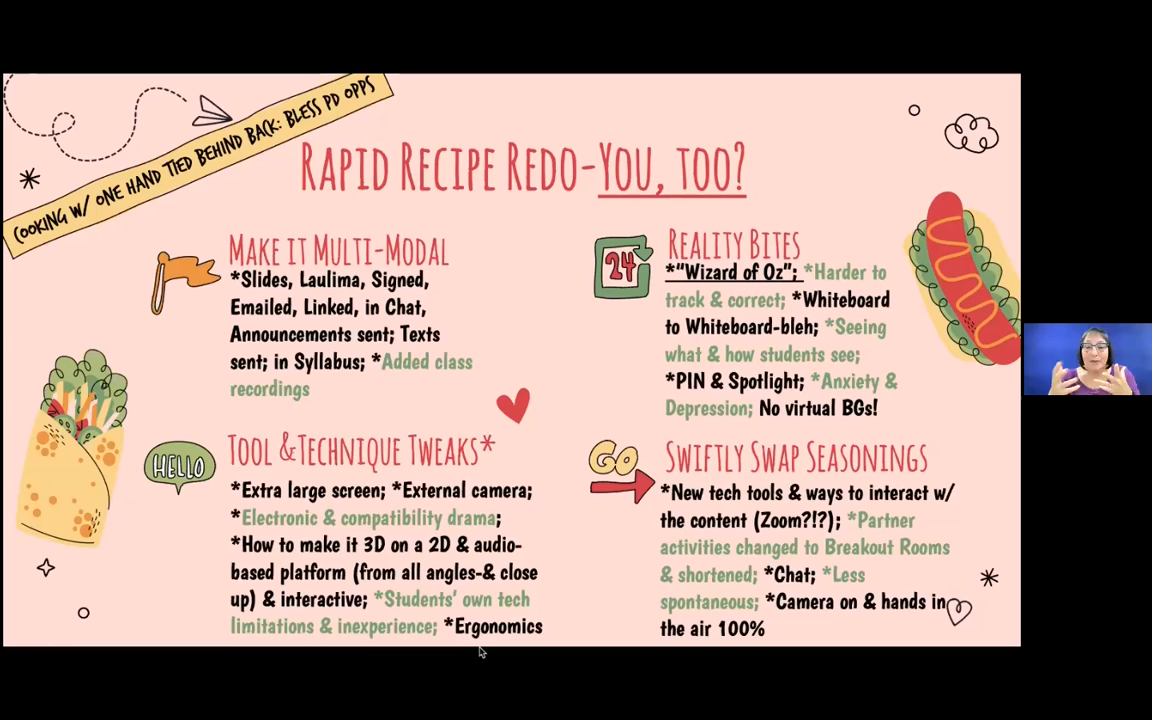 COOKING W/ ONE HAND TIED BEHIND BACK: BLESS PD OPPS
RAPID RECIPE REDO-YOU, TOO?
MAKE IT MULTI-MODAL
*Slides, Laulima, Signed,
Emailed, Linked, in Chat,
Announcements sent; Texts
sent; in Syllabus; *Added class
recordings
24
REALITY BITES
*"Wizard of Oz"; *Harder to
track & correct; *Whiteboard
to Whiteboard-bleh; *Seeing
what & how students see;
*PIN & Spotlight; *Anxiety &
Depression; No virtual BGs!
HELLO
TOOL &TECHNIQUE TWEAKS*
*Extra large screen; *External camera;
*Electronic & compatibility drama;
*How to make it 3D on a 2D & audio-
based platform (from all angles-& close
up) & interactive; *Students' own tech
limitations & inexperience; *Ergonomics
GO
SWIFTLY SWAP SEASONINGS
*New tech tools & ways to interact w/
the content (Zoom?!?); *Partner
activities changed to Breakout Rooms
& shortened; *Chat; *Less
spontaneous; *Camera on & hands in
the air 100%